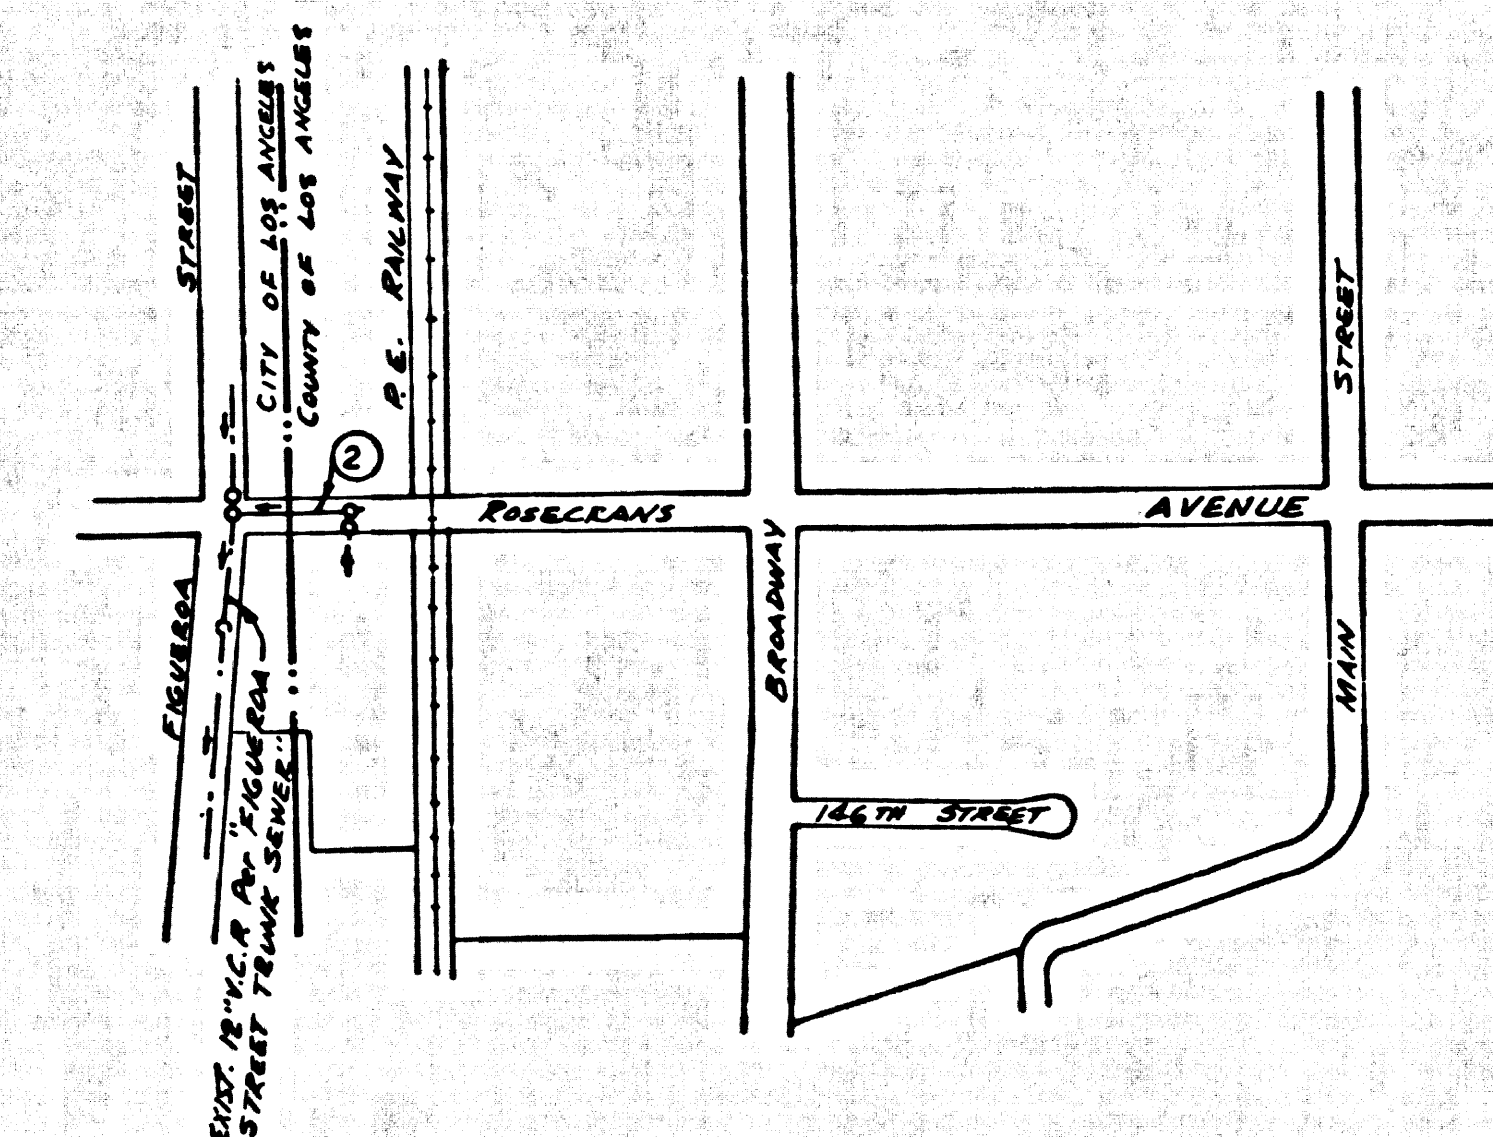 STREET
CITY OF LOS ANGELES
COUNTY OF LOS ANGELES
P. E. RAILWAY
STREET
2
ROSECRANS
AVENUE
FIGUEROA
BROADWAY
MAIN
146TH STREET
EXIST. 12" V.C.P. Per "FIGUEROA
STREET TRUNK SEWER"